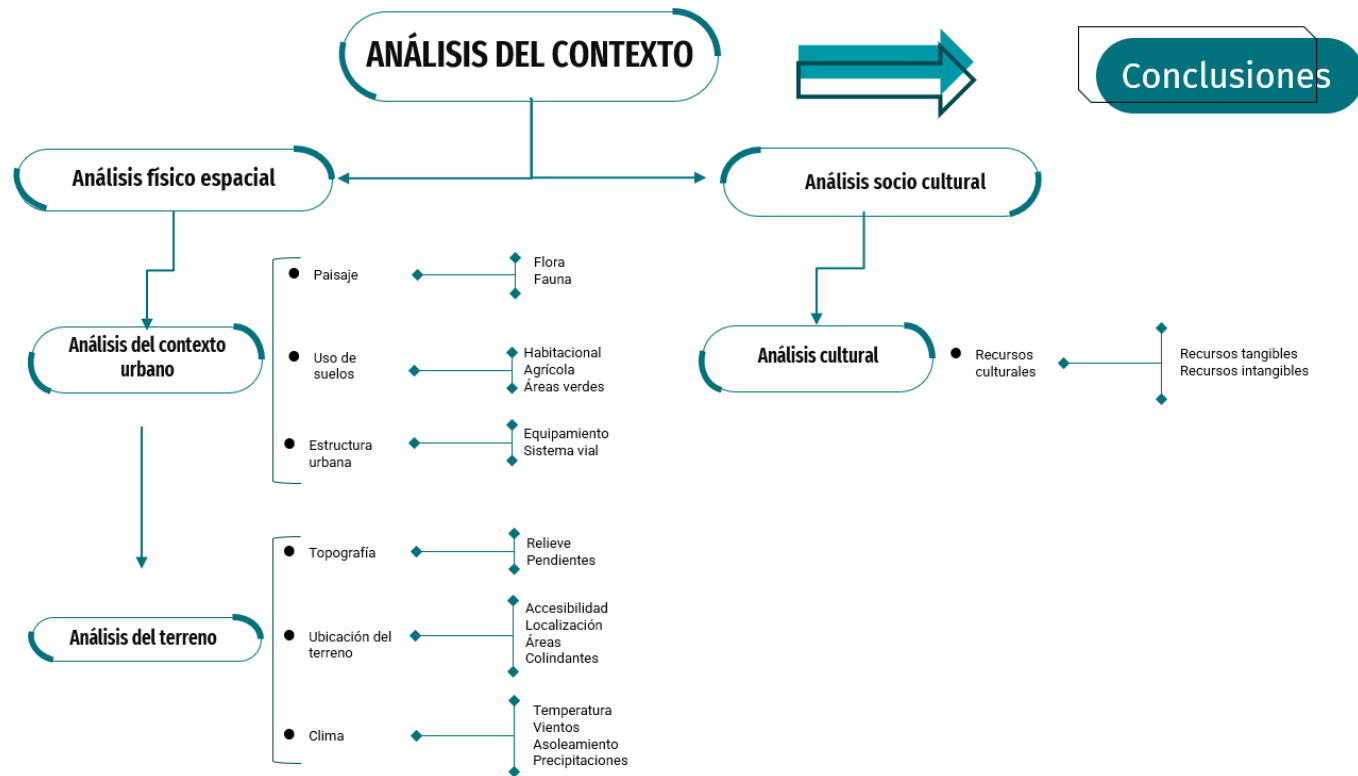 ANÁLISIS DEL CONTEXTO
Conclusiones
Análisis físico espacial
Análisis socio cultural
Análisis del contexto
urbano
Paisaje
Flora
Fauna
Uso de
suelos
Habitacional
Agrícola
Áreas verdes
Estructura
urbana
Equipamiento
Sistema vial
Análisis cultural
Recursos
culturales
Recursos tangibles
Recursos intangibles
Análisis del terreno
Topografía
Relieve
Pendientes
Ubicación del
terreno
Accesibilidad
Localización
Áreas
Colindantes
Clima
Temperatura
Vientos
Asoleamiento
Precipitaciones